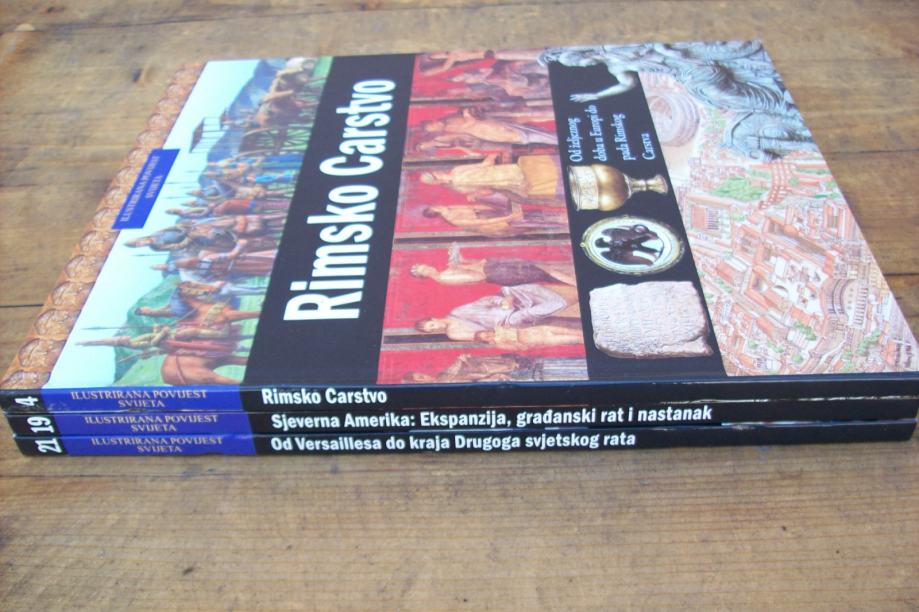 ILUSTRIRANA POVIJEST
SVIJETA
Rimsko Carstvo
Od željeznog
doba u Europi do
pada Rimskog
Carstva
4
ILUSTRIRANA POVIJEST
SVIJETA
Rimsko Carstvo
19
ILUSTRIRANA POVIJEST
SVIJETA
Sjeverna Amerika: Ekspanzija, građanski rat i nastanak
21
ILUSTRIRANA POVIJEST
SVIJETA
Od Versaillesa do kraja Drugoga svjetskog rata